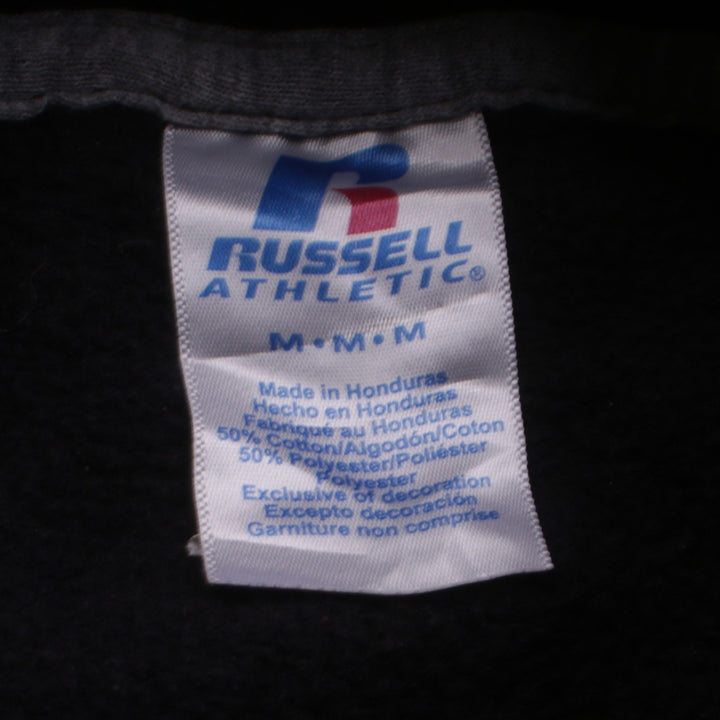 RUSSELL
ATHLETIC®
M • M • M
Made in Honduras
Hecho en Honduras
Fabriqué au Honduras
50% Cotton/Algodón/Coton
50% Polyester/Poliéster
Polyester
Exclusive of decoration
Excepto decoración
Garniture non comprise